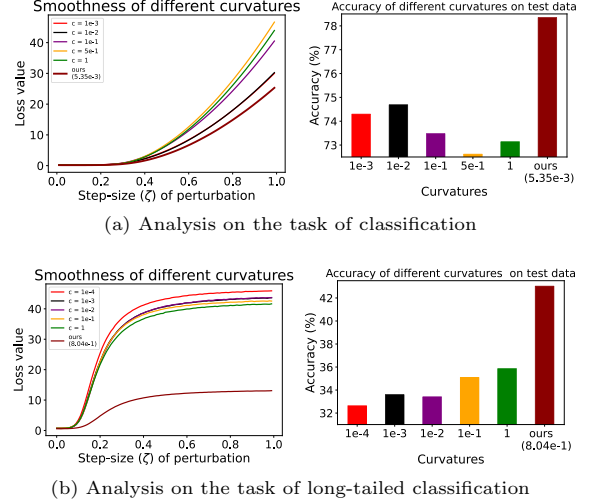 Smoothness of different curvatures
Loss value
40
30
20
10
0
c = 1e-3
c = 1e-2
c = 1e-1
c = 5e-1
c = 1
ours
(5.35e-3)
0.0 0.2 0.4 0.6 0.8 1.0
Step-size (ζ) of perturbation
Accuracy of different curvatures on test data
Accuracy (%)
78
77
76
75
74
73
1e-3 1e-2 1e-1 5e-1 1 ours
(5.35e-3)
Curvatures
(a) Analysis on the task of classification
Smoothness of different curvatures
Loss value
50
40
30
20
10
0
c = 1e-4
c = 1e-3
c = 1e-2
c = 1e-1
c = 1
ours
(8.04e-1)
0.0 0.2 0.4 0.6 0.8 1.0
Step-size (ζ) of perturbation
Accuracy of different curvatures on test data
Accuracy (%)
42
40
38
36
34
32
1e-4 1e-3 1e-2 1e-1 1 ours
(8.04e-1)
Curvatures
(b) Analysis on the task of long-tailed classification